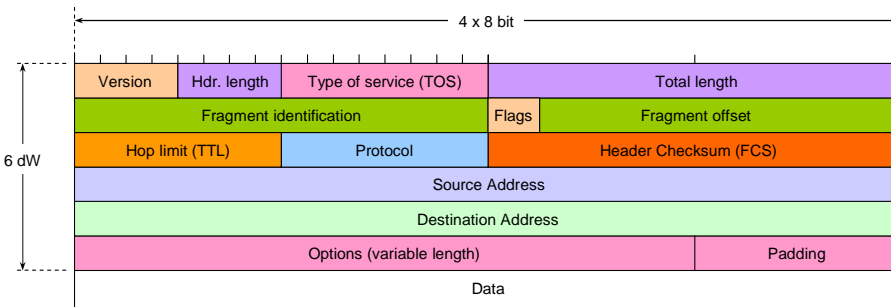 4 x 8 bit
Version Hdr. length Type of service (TOS) Total length
Fragment identification Flags Fragment offset
Hop limit (TTL) Protocol Header Checksum (FCS)
6 dW
Source Address
Destination Address
Options (variable length) Padding
Data